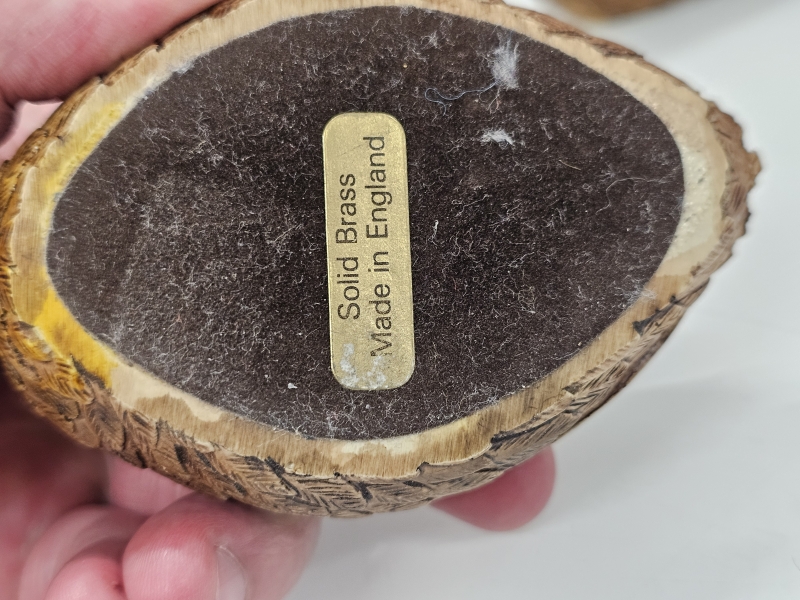 Solid Brass
Made in England